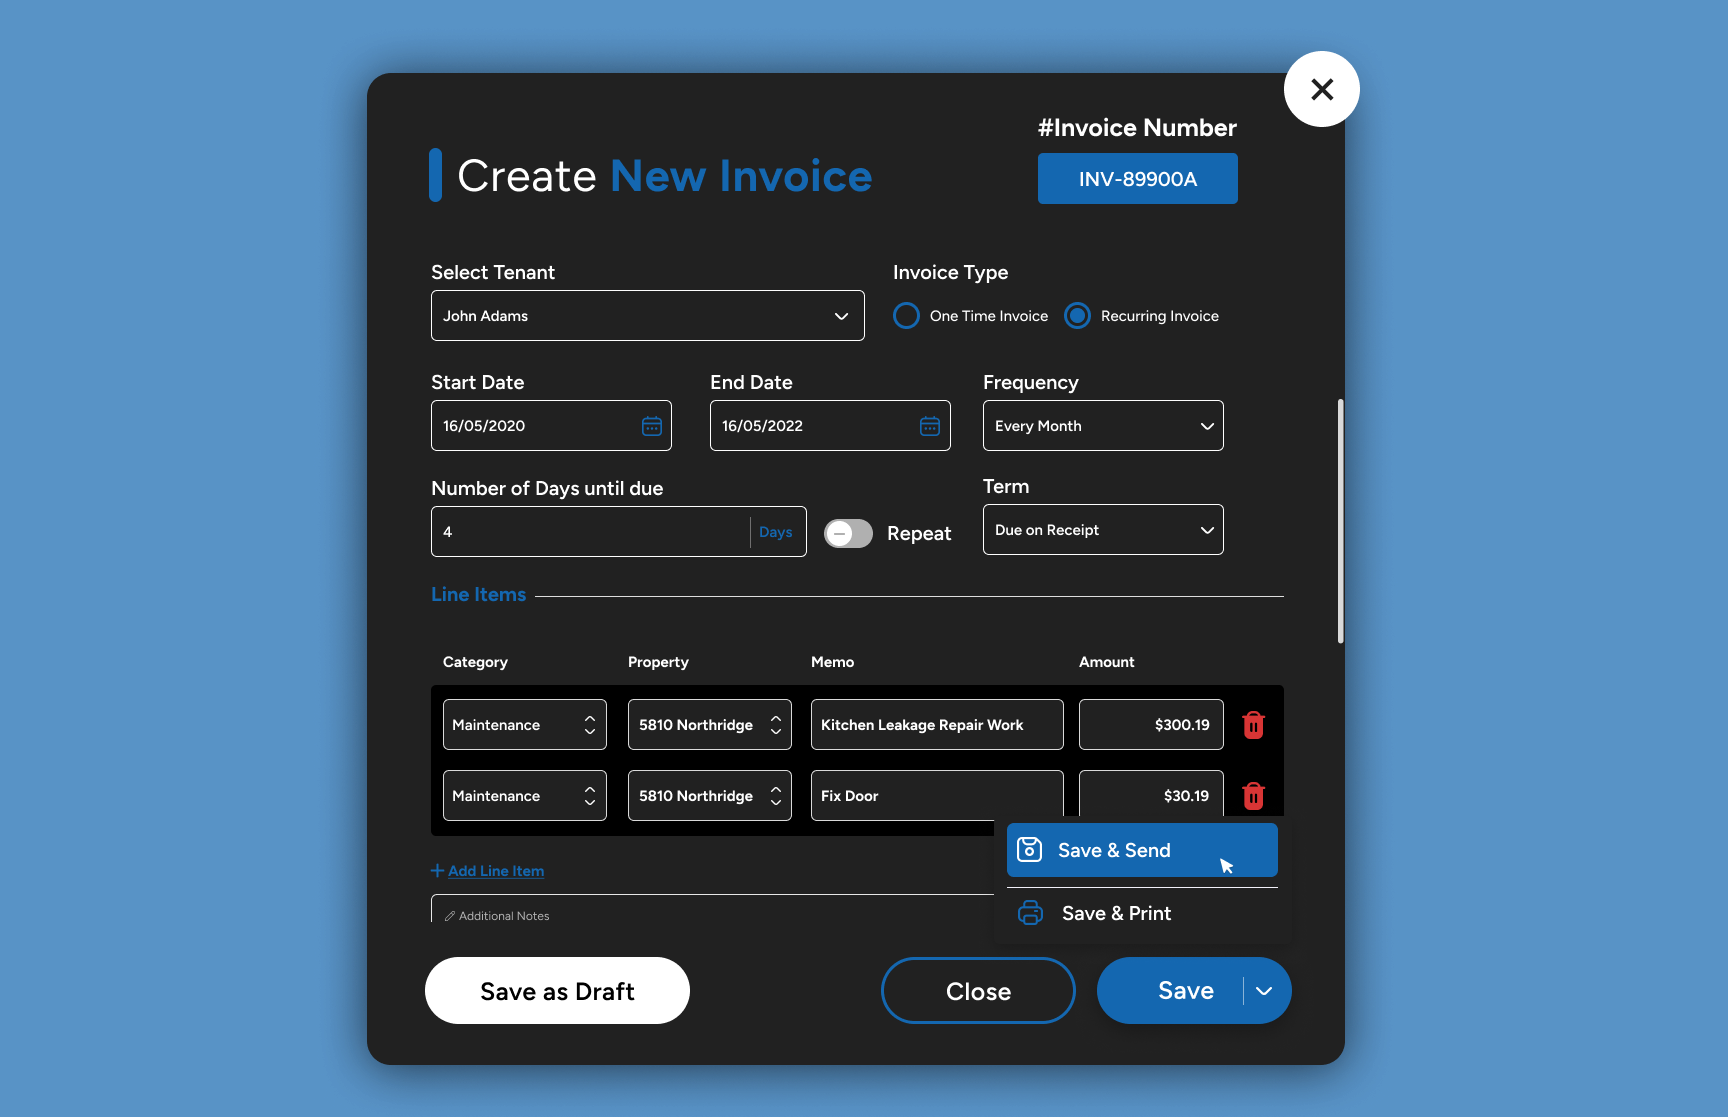 #Invoice Number
Create New Invoice
INV-89900A
Select Tenant
Invoice Type
John Adams
One Time Invoice
Recurring Invoice
Start Date
End Date
Frequency
16/05/2020
16/05/2022
Every Month
Number of Days until due
Term
4
Days
Repeat
Due on Receipt
Line Items
Category
Property
Memo
Amount
Maintenance
5810 Northridge
Kitchen Leakage Repair Work
$300.19
Maintenance
5810 Northridge
Fix Door
$30.19
Save & Send
+ Add Line Item
Additional Notes
Save & Print
Save as Draft
Close
Save